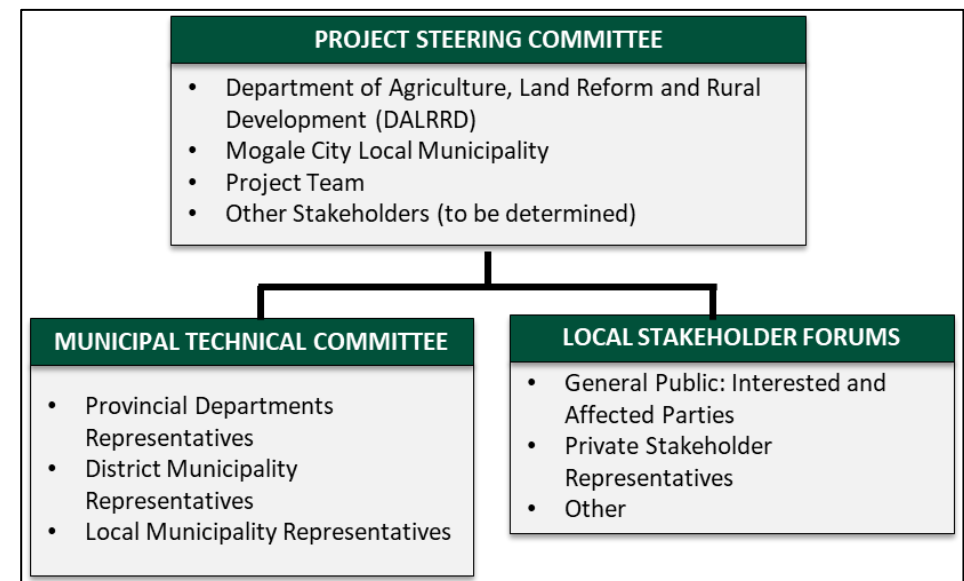 PROJECT STEERING COMMITTEE
• Department of Agriculture, Land Reform and Rural
Development (DALRRD)
• Mogale City Local Municipality
• Project Team
• Other Stakeholders (to be determined)
MUNICIPAL TECHNICAL COMMITTEE
• Provincial Departments
Representatives
• District Municipality
Representatives
• Local Municipality Representatives
LOCAL STAKEHOLDER FORUMS
• General Public: Interested and
Affected Parties
• Private Stakeholder
Representatives
• Other